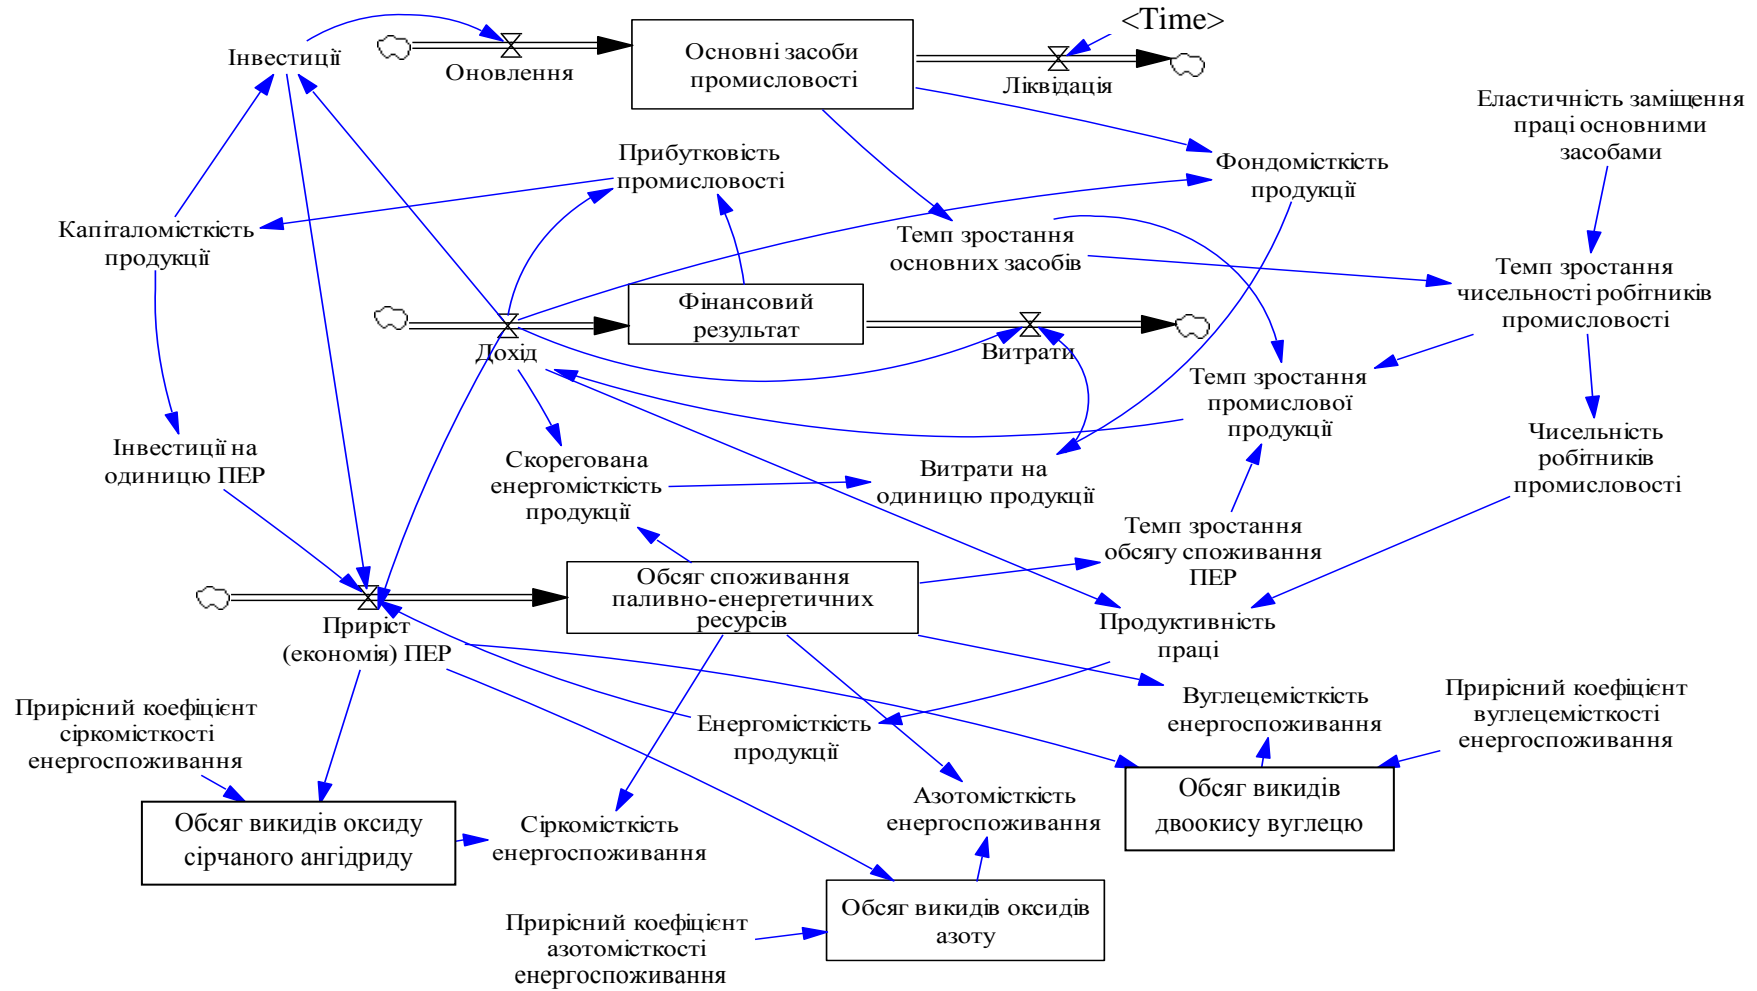 <Time>
Інвестиції
Оновлення
Основні засоби
промисловості
Ліквідація
Еластичність заміщення
праці основними
засобами
Прибутковість
промисловості
Фондомісткість
продукції
Капіталомісткість
продукції
Темп зростання
основних засобів
Темп зростання
чисельності робітників
промисловості
Фінансовий
результат
Дохід
Витрати
Темп зростання
промислової
продукції
Інвестиції на
одиницю ПЕР
Скорегована
енергомісткість
продукції
Витрати на
одиницю продукції
Чисельність
робітників
промисловості
Темп зростання
обсягу споживання
ПЕР
Обсяг споживання
паливно-енергетичних
ресурсів
Приріст
(економія) ПЕР
Продуктивність
праці
Прирісний коефіцієнт
сіркомісткості
енергоспоживання
Енергомісткість
продукції
Вуглецемісткість
енергоспоживання
Прирісний коефіцієнт
вуглецемісткості
енергоспоживання
Обсяг викидів оксиду
сірчаного ангідриду
Сіркомісткість
енергоспоживання
Азотомісткість
енергоспоживання
Обсяг викидів
двоокису вуглецю
Прирісний коефіцієнт
азотомісткості
енергоспоживання
Обсяг викидів оксидів
азоту